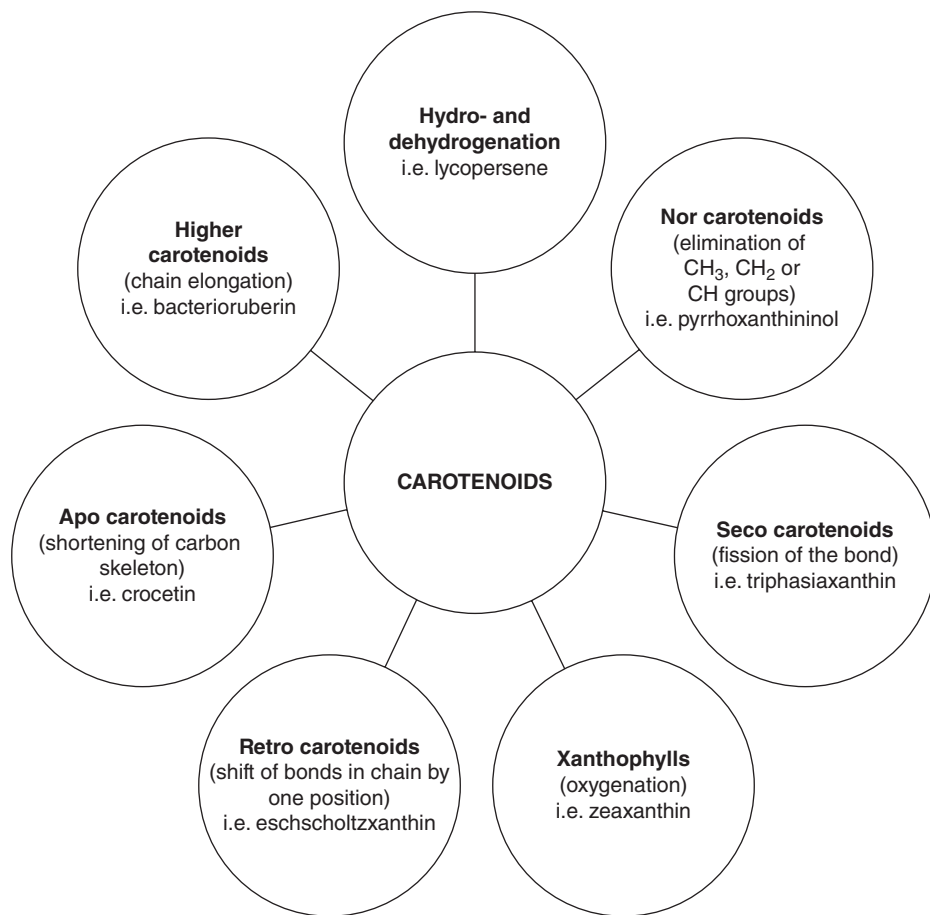 Hydro- and
dehydrogenation
i.e. lycopersene
Nor carotenoids
(elimination of
CH₃, CH₂ or
CH groups)
i.e. pyrrhoxanthininol
Seco carotenoids
(fission of the bond)
i.e. triphasiaxanthin
Xanthophylls
(oxygenation)
i.e. zeaxanthin
Retro carotenoids
(shift of bonds in chain by
one position)
i.e. eschscholtzxanthin
Apo carotenoids
(shortening of carbon
skeleton)
i.e. crocetin
Higher
carotenoids
(chain elongation)
i.e. bacterioruberin
CAROTENOIDS